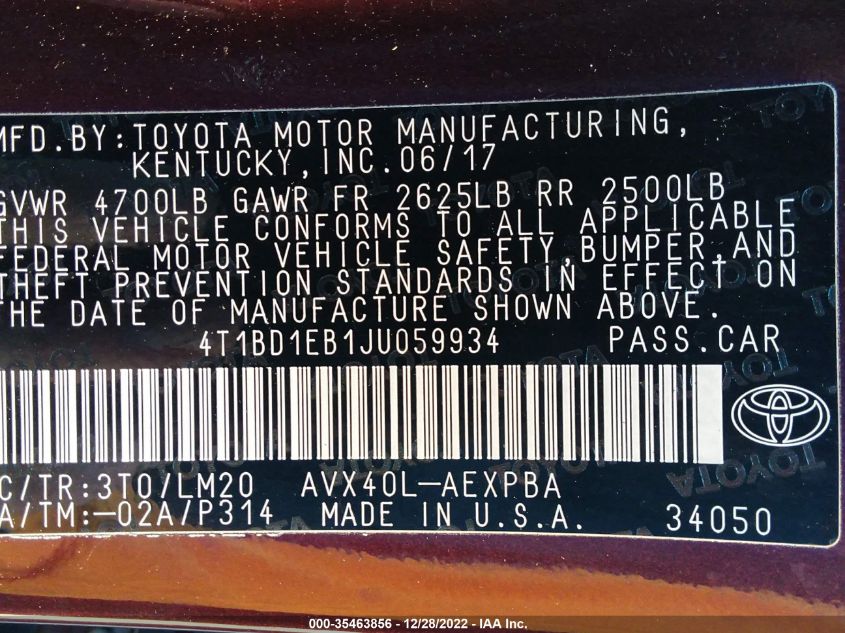 MFD.BY:TOYOTA MOTOR MANUFACTURING,
KENTUCKY,INC.06/17
GVWR 4700LB GAWR FR 2625LB RR 2500LB
THIS VEHICLE CONFORMS TO ALL APPLICABLE
FEDERAL MOTOR VEHICLE SAFETY,BUMPER,AND
THEFT PREVENTION STANDARDS IN EFFECT ON
THE DATE OF MANUFACTURE SHOWN ABOVE.
4T1BD1EB1JU059934 PASS.CAR
C/TR:3T0/LM20 AVX40L-AEXPBA
A/TM:-02A/P314 MADE IN U.S.A. 34050
000-35463856 - 12/28/2022 - IAA Inc.